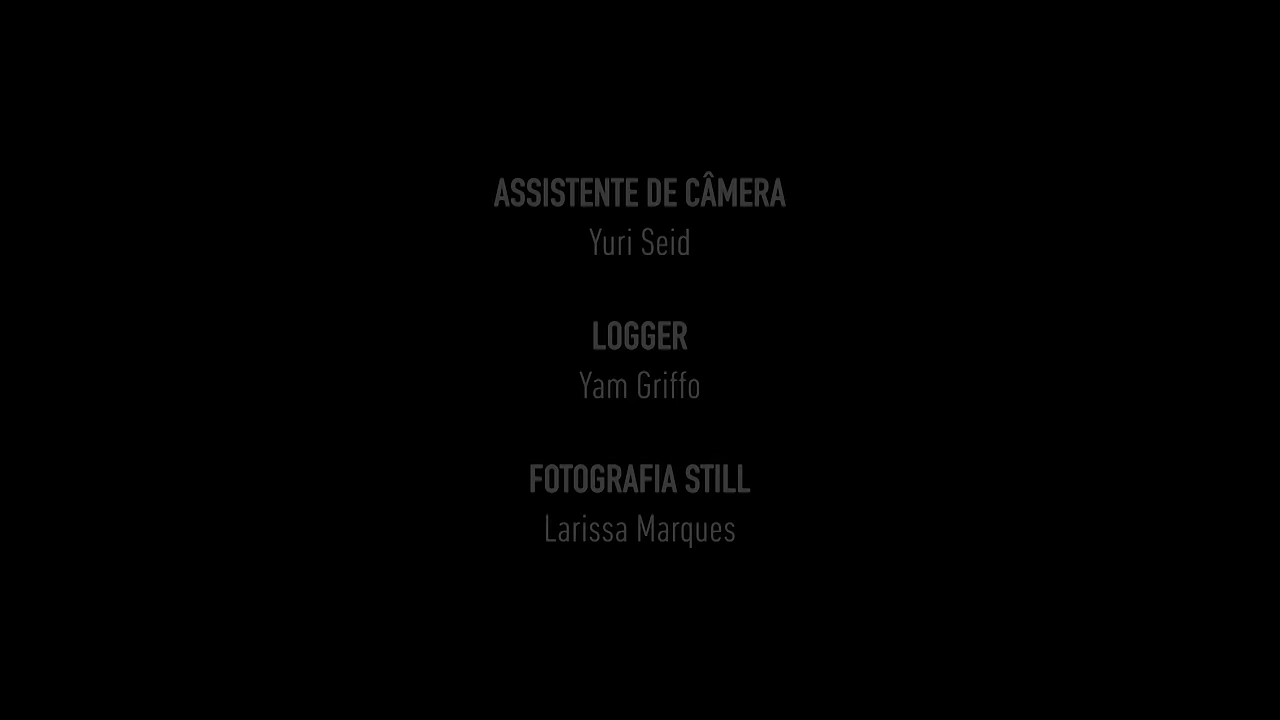 ASSISTENTE DE CÂMERA
Yuri Seid
LOGGER
Yam Griffo
FOTOGRAFIA STILL
Larissa Marques